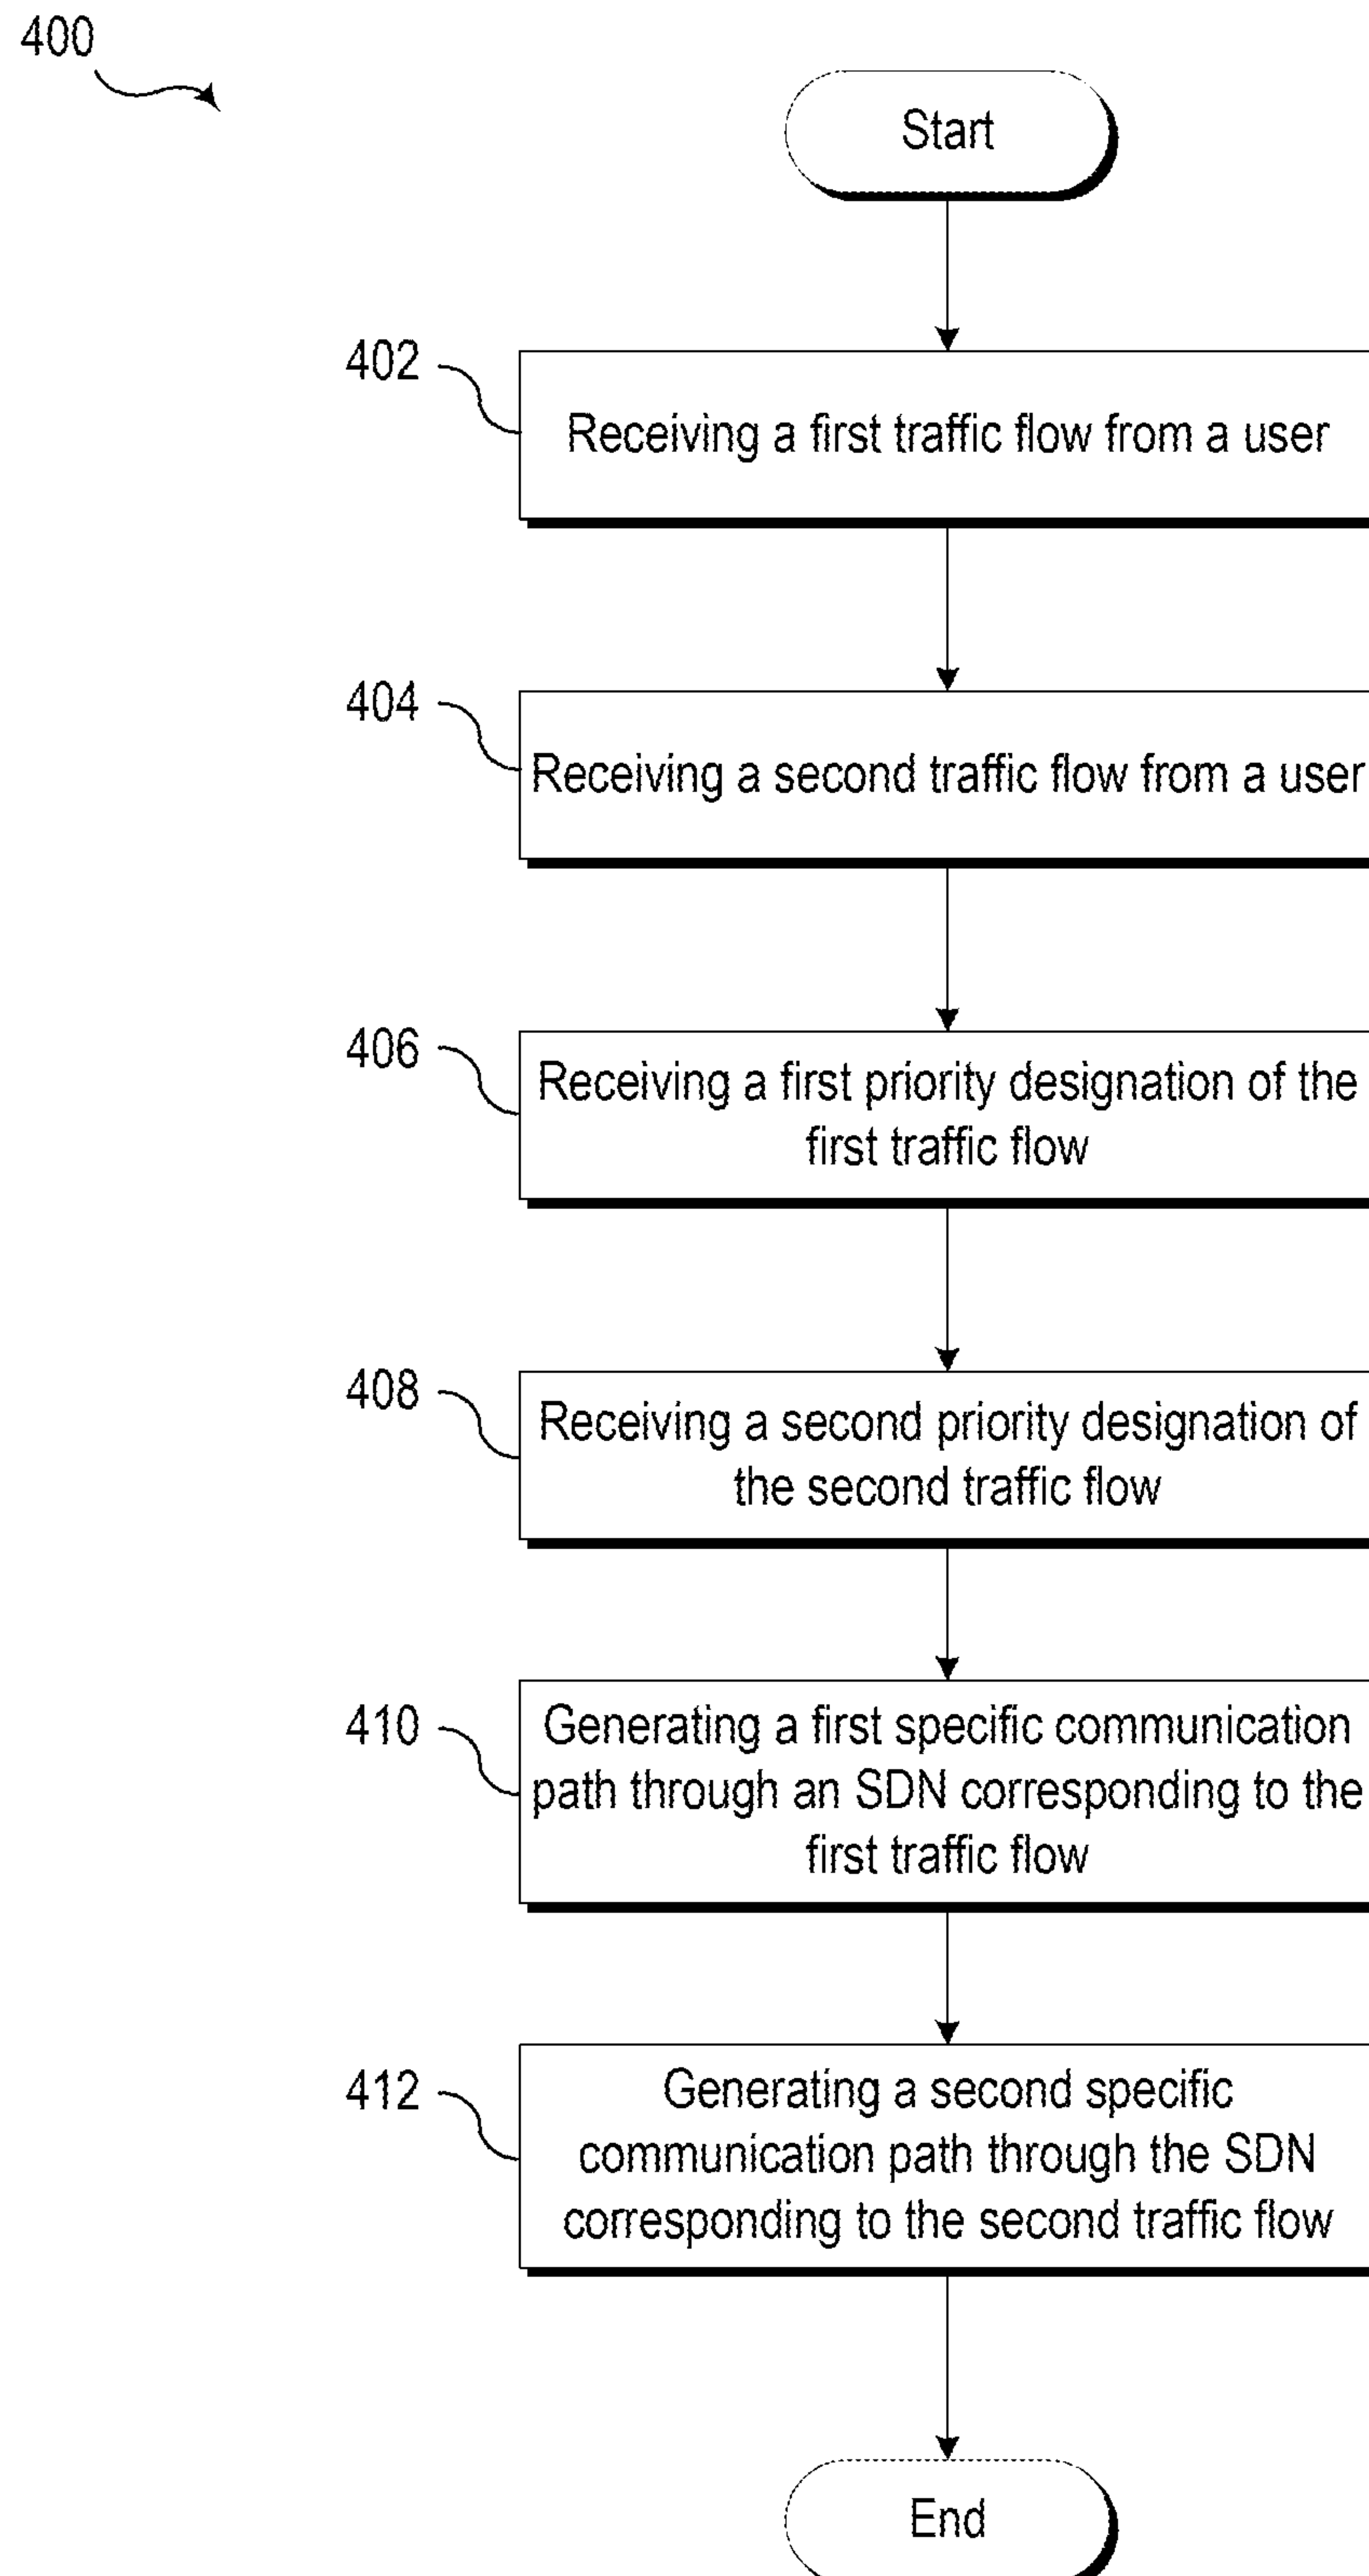 400
Start
402
Receiving a first traffic flow from a user
404
Receiving a second traffic flow from a user
406
Receiving a first priority designation of the
first traffic flow
408
Receiving a second priority designation of
the second traffic flow
410
Generating a first specific communication
path through an SDN corresponding to the
first traffic flow
412
Generating a second specific
communication path through the SDN
corresponding to the second traffic flow
End